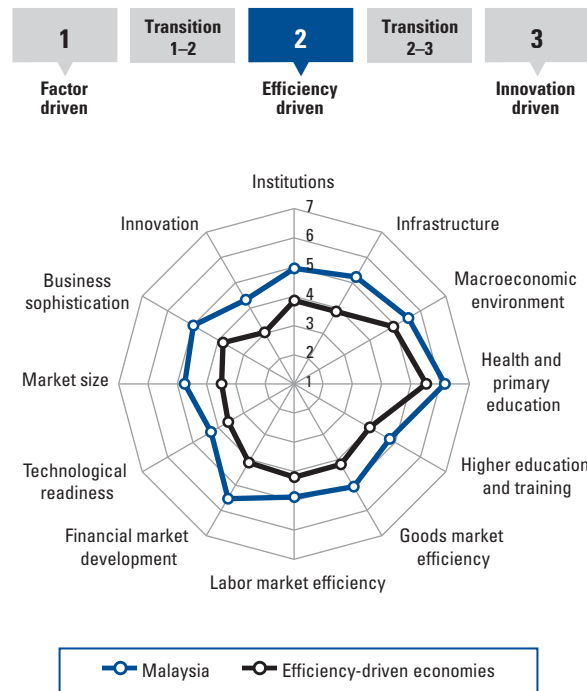 1
Transition
1–2
2
Transition
2–3
3
Factor
driven
Efficiency
driven
Innovation
driven
Institutions
Infrastructure
Macroeconomic
environment
Health and
primary
education
Higher education
and training
Goods market
efficiency
Labor market efficiency
Financial market
development
Technological
readiness
Market size
Business
sophistication
Innovation
7
6
5
4
3
2
1
Malaysia
Efficiency-driven economies